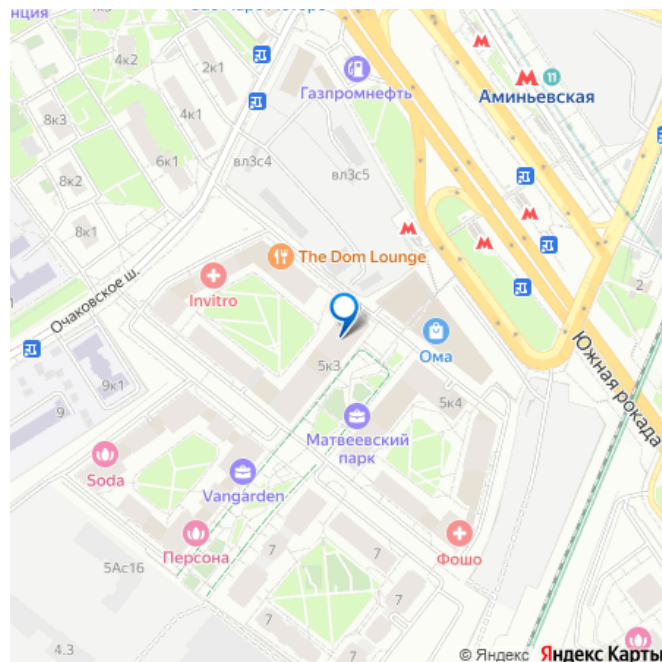 нция
4к2
2к1
Газпромнефть
11
Аминьевская
8к3
4к1
6к1
вл3с4
вл3с5
8к2
8к1
The Dom Lounge
2
Invitro
Очаковское ш.
Ома
5к3
Южная рокада
9к1
9
5к4
Матвеевский
парк
Soda
Vangarden
Персона
Фошо
7
7
5Ас16
7
7
4.3
© Яндекс Яндекс Карты